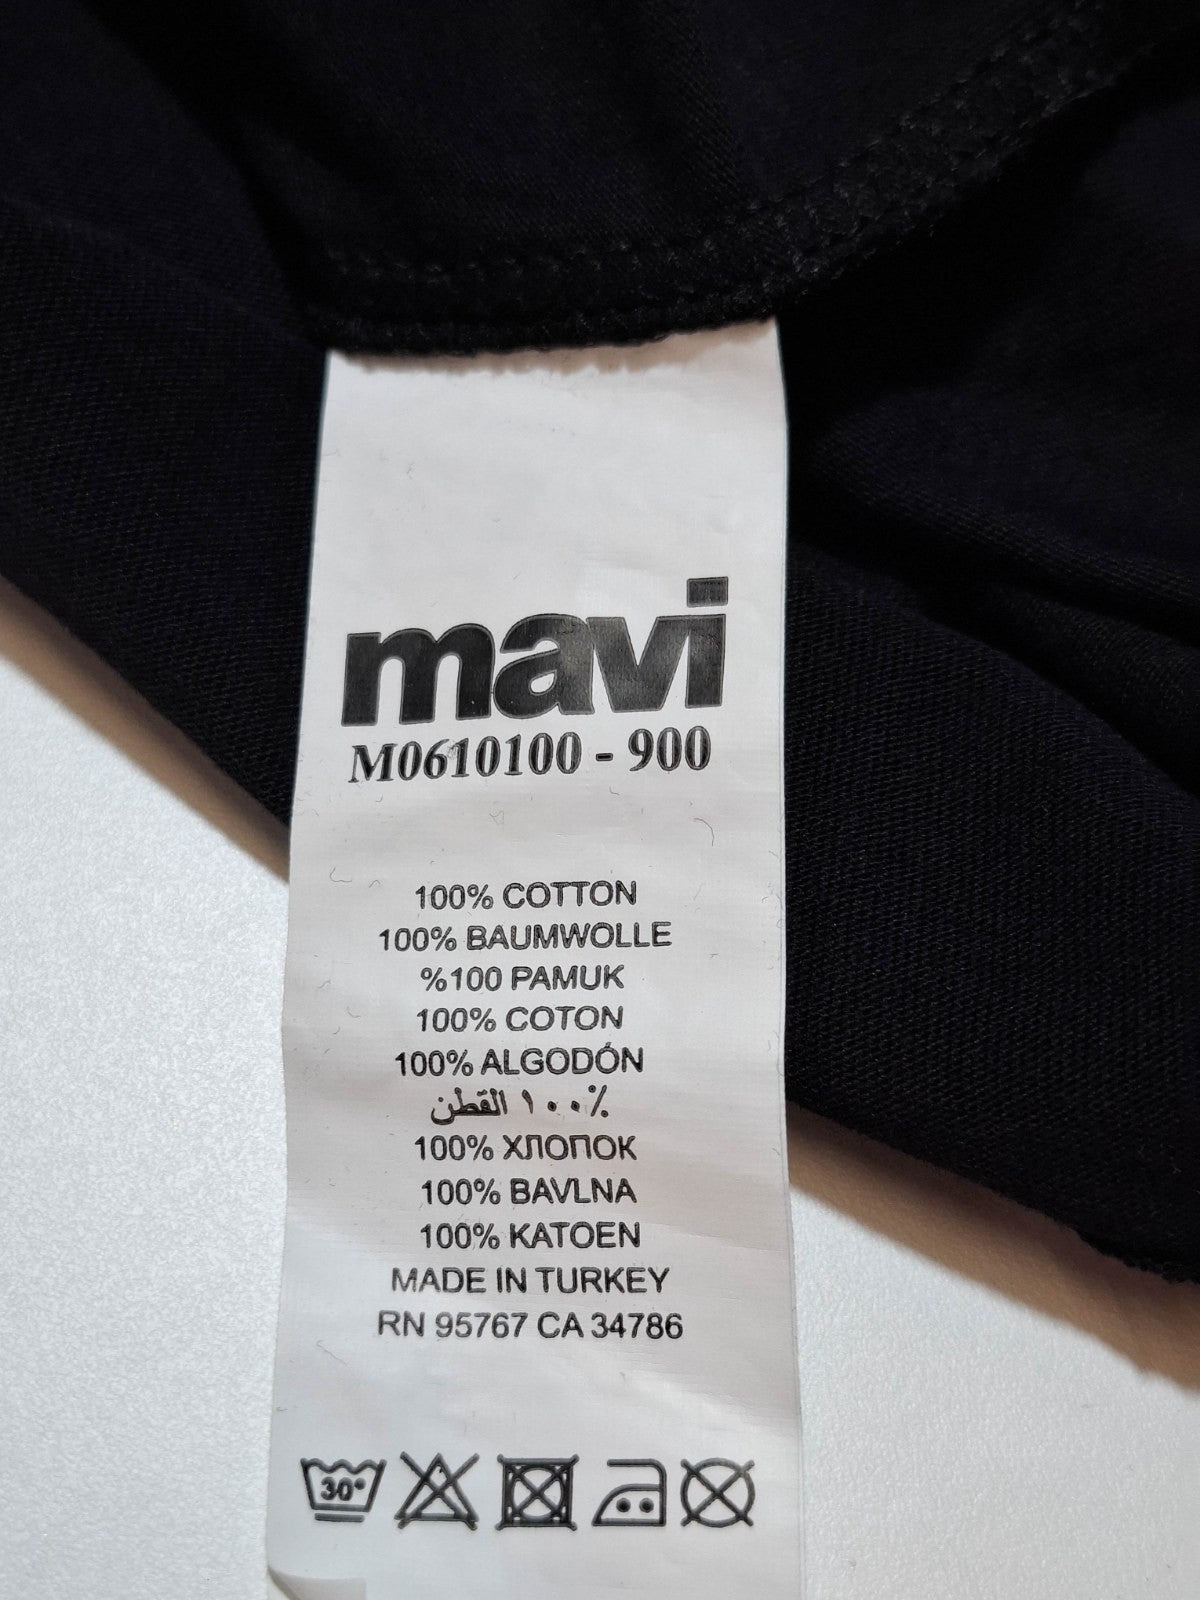 mavi
M0610100 - 900
100% COTTON
100% BAUMWOLLE
%100 PAMUK
100% COTON
100% ALGODÓN
٪١٠٠ القطن
100% ХЛОПОК
100% BAVLNA
100% KATOEN
MADE IN TURKEY
RN 95767 CA 34786
30°